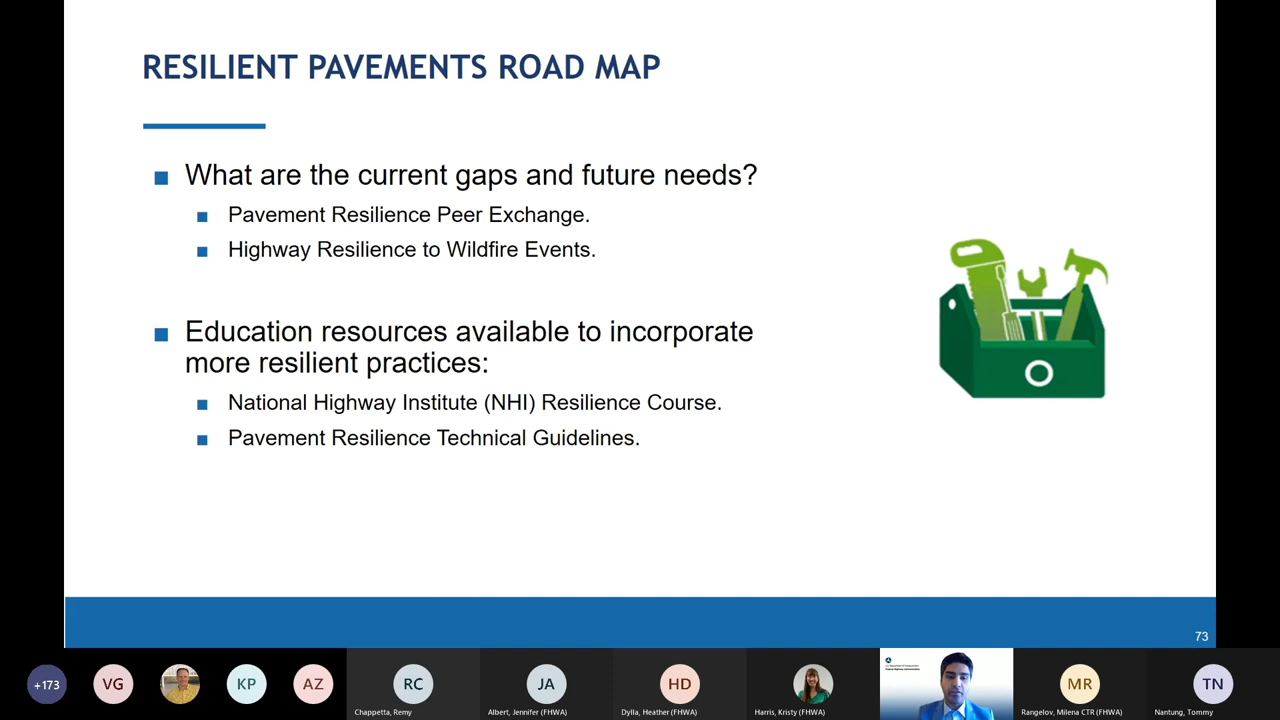 RESILIENT PAVEMENTS ROAD MAP
What are the current gaps and future needs?
Pavement Resilience Peer Exchange.
Highway Resilience to Wildfire Events.
Education resources available to incorporate
more resilient practices:
National Highway Institute (NHI) Resilience Course.
Pavement Resilience Technical Guidelines.
73
+173
VG
KP
AZ
RC
JA
HD
MR
TN
Chappetta, Remy
Albert, Jennifer (FHWA)
Dylla, Heather (FHWA)
Harris, Kristy (FHWA)
Rangelov, Milena CTR (FHWA)
Nantung, Tommy